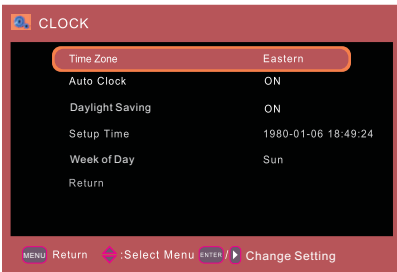 CLOCK
Time Zone Eastern
Auto Clock ON
Daylight Saving ON
Setup Time 1980-01-06 18:49:24
Week of Day Sun
Return
MENU Return :Select Menu ENTER / Change Setting